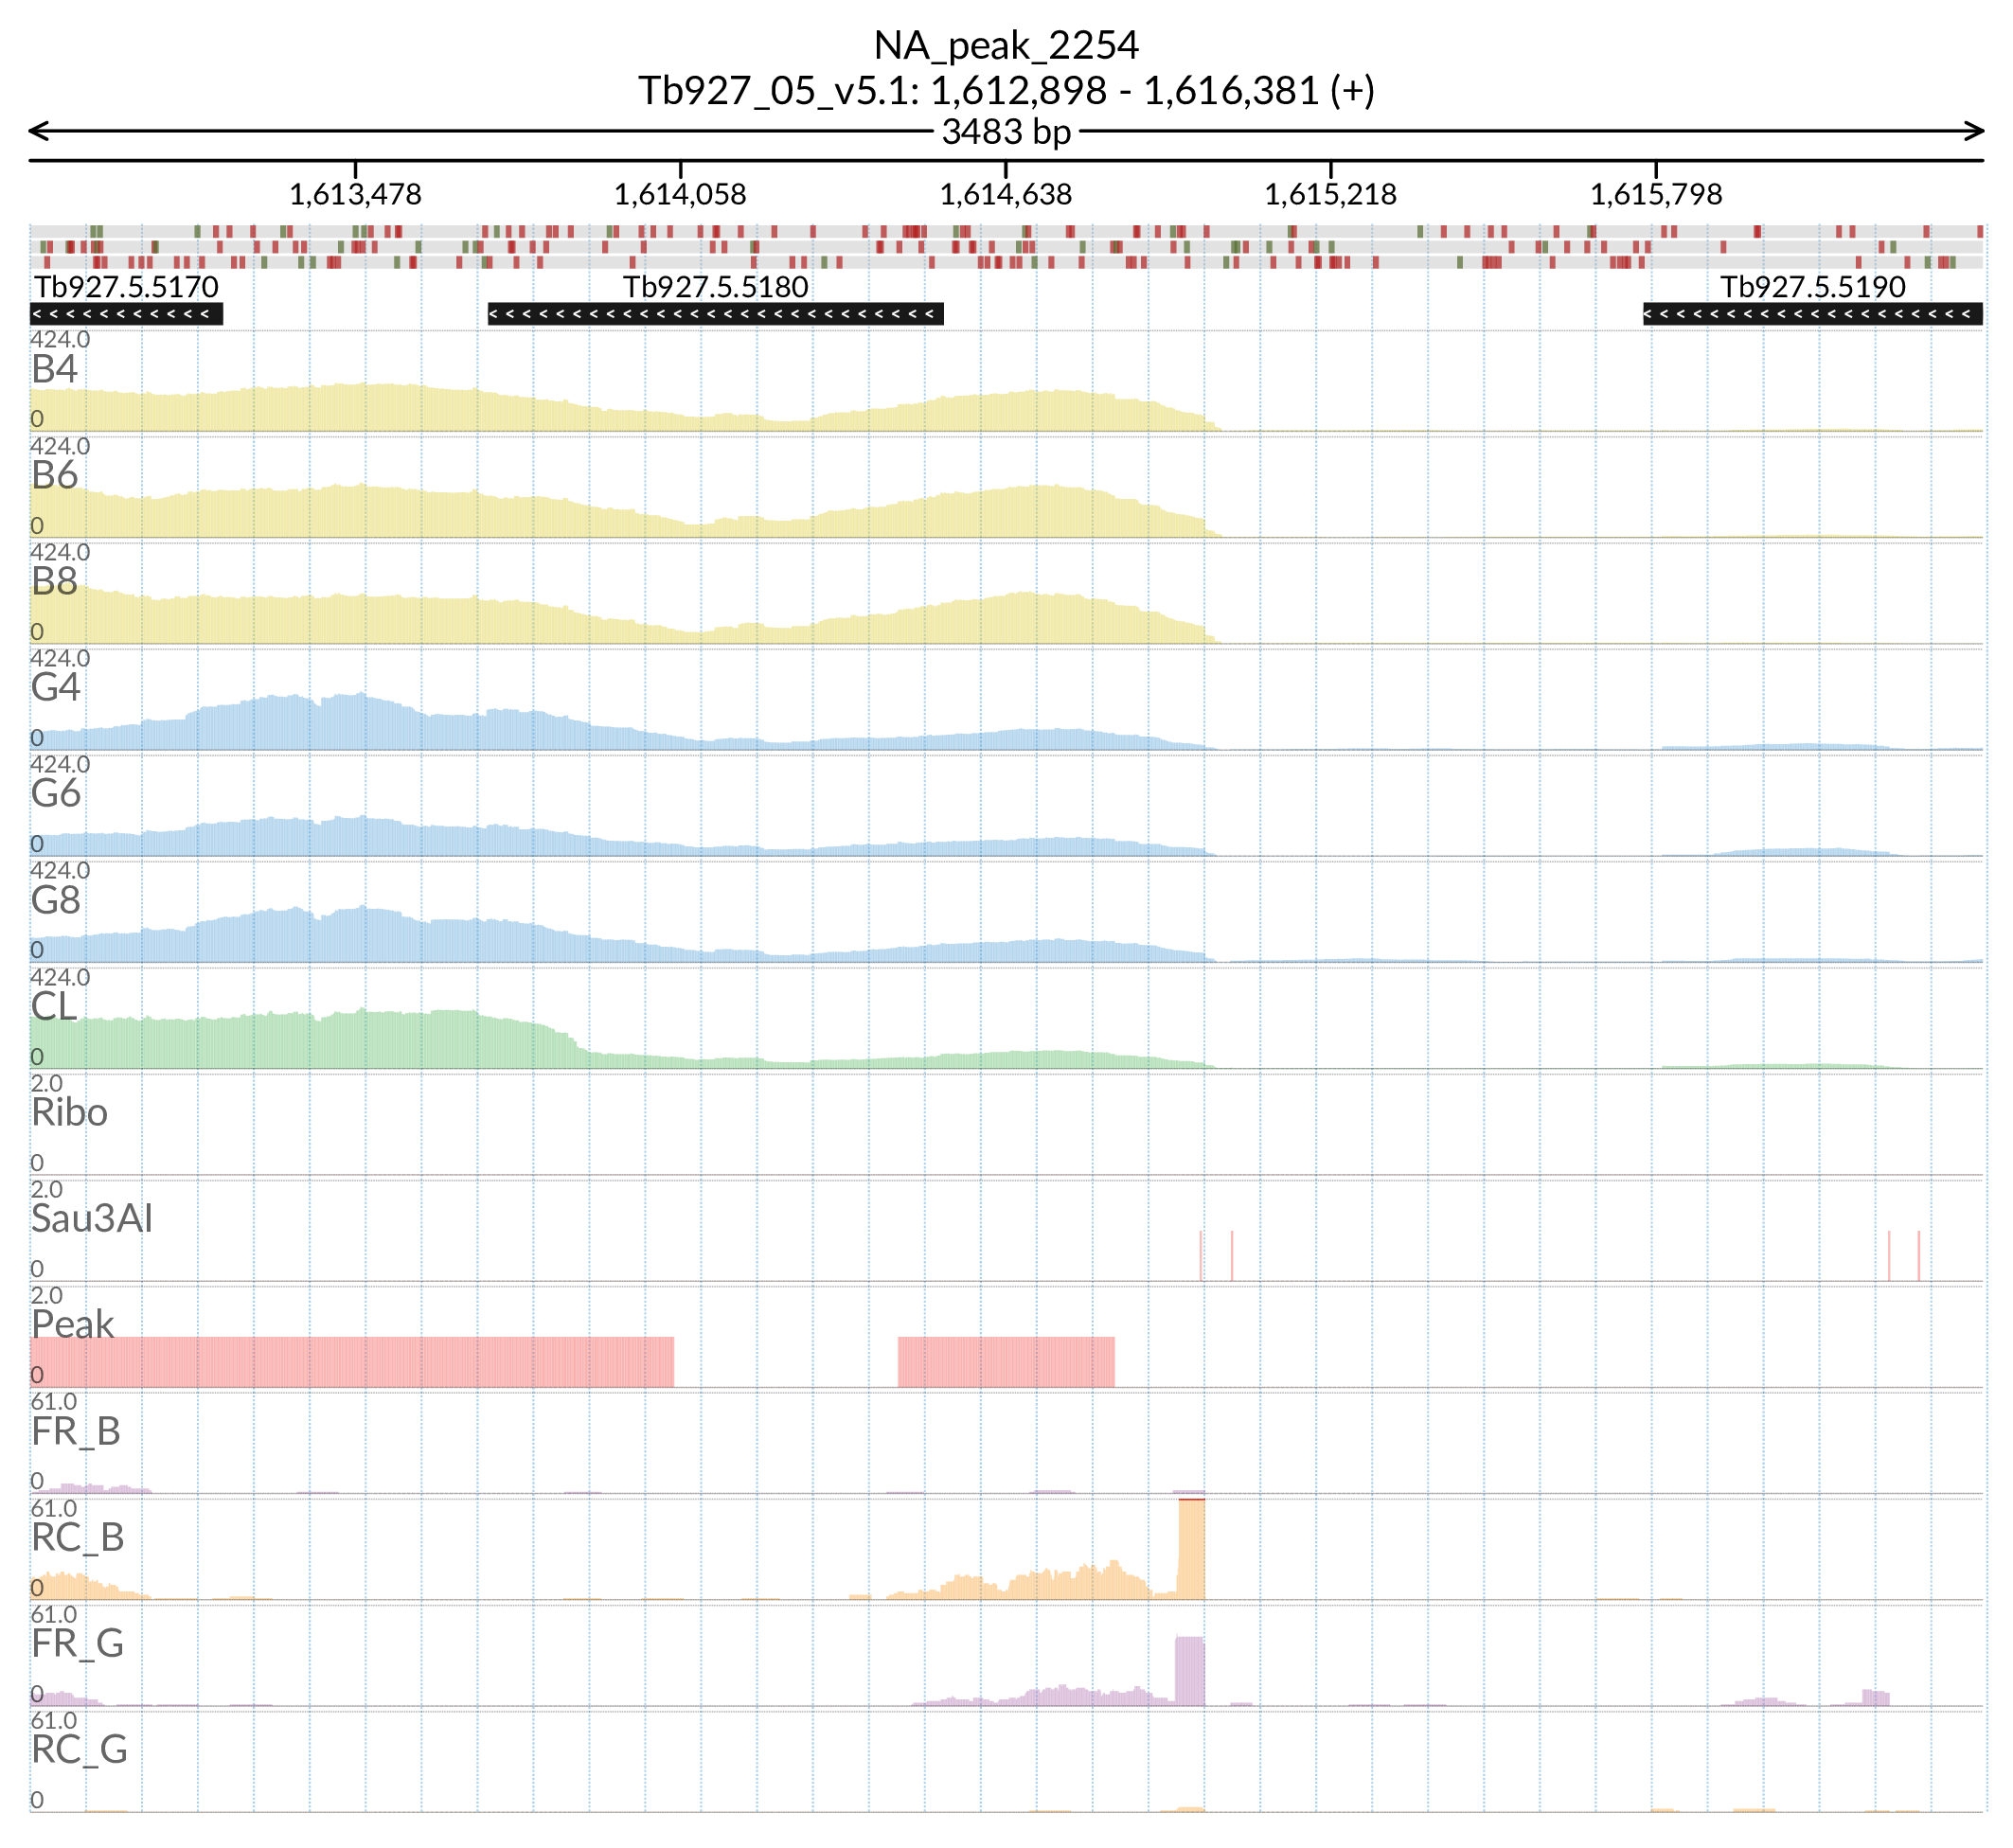 NA_peak_2254
Tb927_05_v5.1: 1,612,898 - 1,616,381 (+)
3483 bp
1,613,478 1,614,058 1,614,638 1,615,218 1,615,798
Tb927.5.5170 Tb927.5.5180 Tb927.5.5190
424.0
B4
0
424.0
B6
0
424.0
B8
0
424.0
G4
0
424.0
G6
0
424.0
G8
0
424.0
CL
0
2.0
Ribo
0
2.0
Sau3AI
0
2.0
Peak
0
61.0
FR_B
0
61.0
RC_B
0
61.0
FR_G
0
61.0
RC_G
0